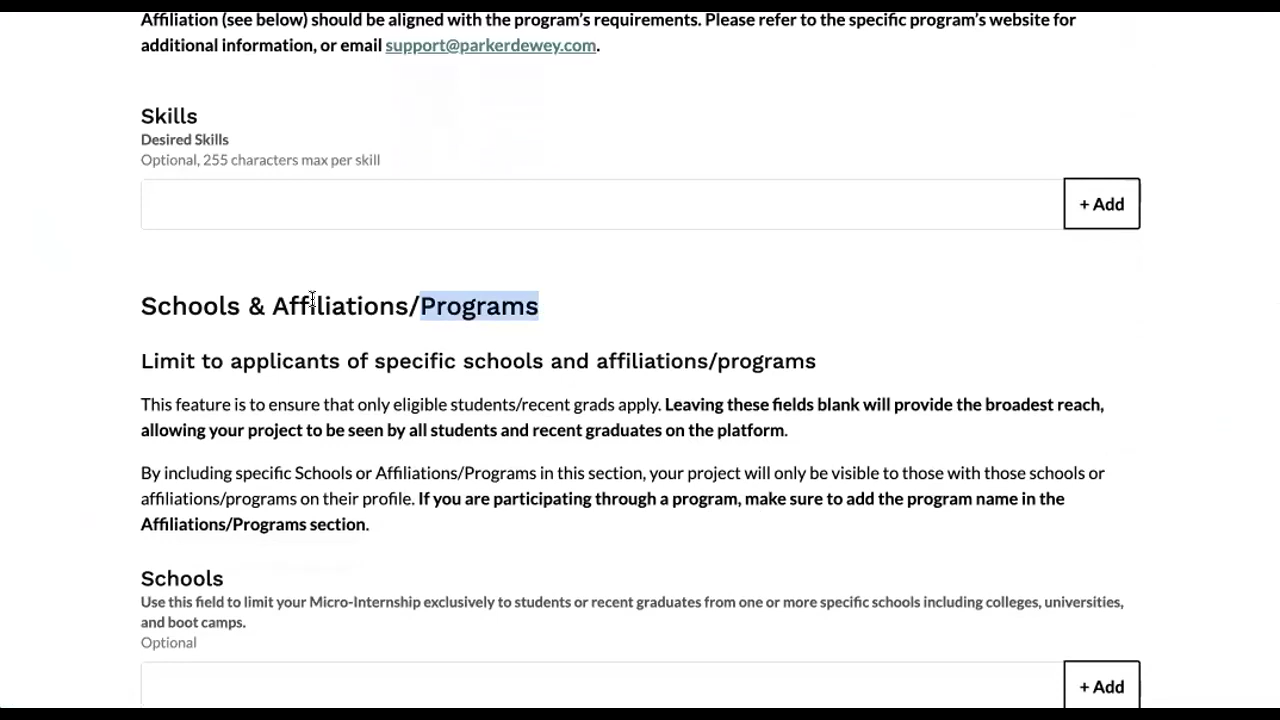 Affiliation (see below) should be aligned with the program's requirements. Please refer to the specific program's website for
additional information, or email support@parkerdewey.com.
Skills
Desired Skills
Optional, 255 characters max per skill
+ Add
Schools & Affiliations/Programs
Limit to applicants of specific schools and affiliations/programs
This feature is to ensure that only eligible students/recent grads apply. Leaving these fields blank will provide the broadest reach,
allowing your project to be seen by all students and recent graduates on the platform.
By including specific Schools or Affiliations/Programs in this section, your project will only be visible to those with those schools or
affiliations/programs on their profile. If you are participating through a program, make sure to add the program name in the
Affiliations/Programs section.
Schools
Use this field to limit your Micro-Internship exclusively to students or recent graduates from one or more specific schools including colleges, universities,
and boot camps.
Optional
+ Add